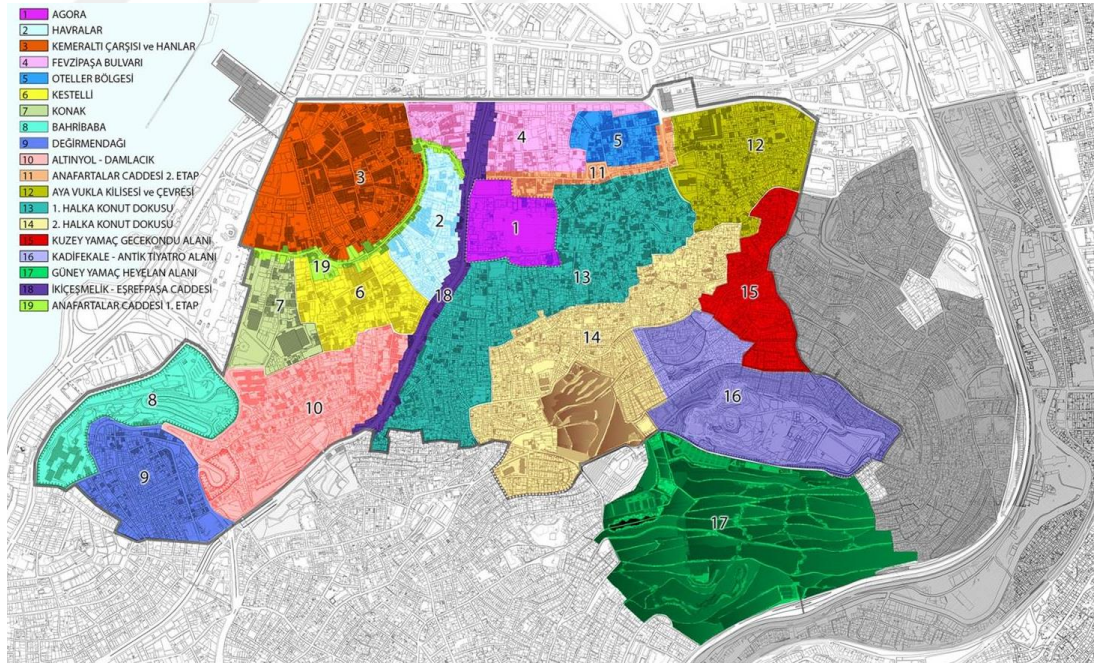 1 AGORA
2 HAVRALAR
3 KEMERALTI ÇARŞISI ve HANLAR
4 FEVZİPAŞA BULVARI
5 OTELLER BÖLGESİ
6 KESTELLİ
7 KONAK
8 BAHRİBABA
9 DEĞİRMENDAĞI
10 ALTINYOL - DAMLACIK
11 ANAFARTALAR CADDESİ 2. ETAP
12 AYA VUKLA KİLİSESİ ve ÇEVRESİ
13 1. HALKA KONUT DOKUSU
14 2. HALKA KONUT DOKUSU
15 KUZEY YAMAÇ GECEKONDU ALANI
16 KADİFEKALE - ANTİK TİYATRO ALANI
17 GÜNEY YAMAÇ HEYELAN ALANI
18 İKİÇEŞMELİK - EŞREFPAŞA CADDESİ
19 ANAFARTALAR CADDESİ 1. ETAP
4
5
12
3
11
2
1
19
18
13
7
6
15
14
16
8
10
9
17